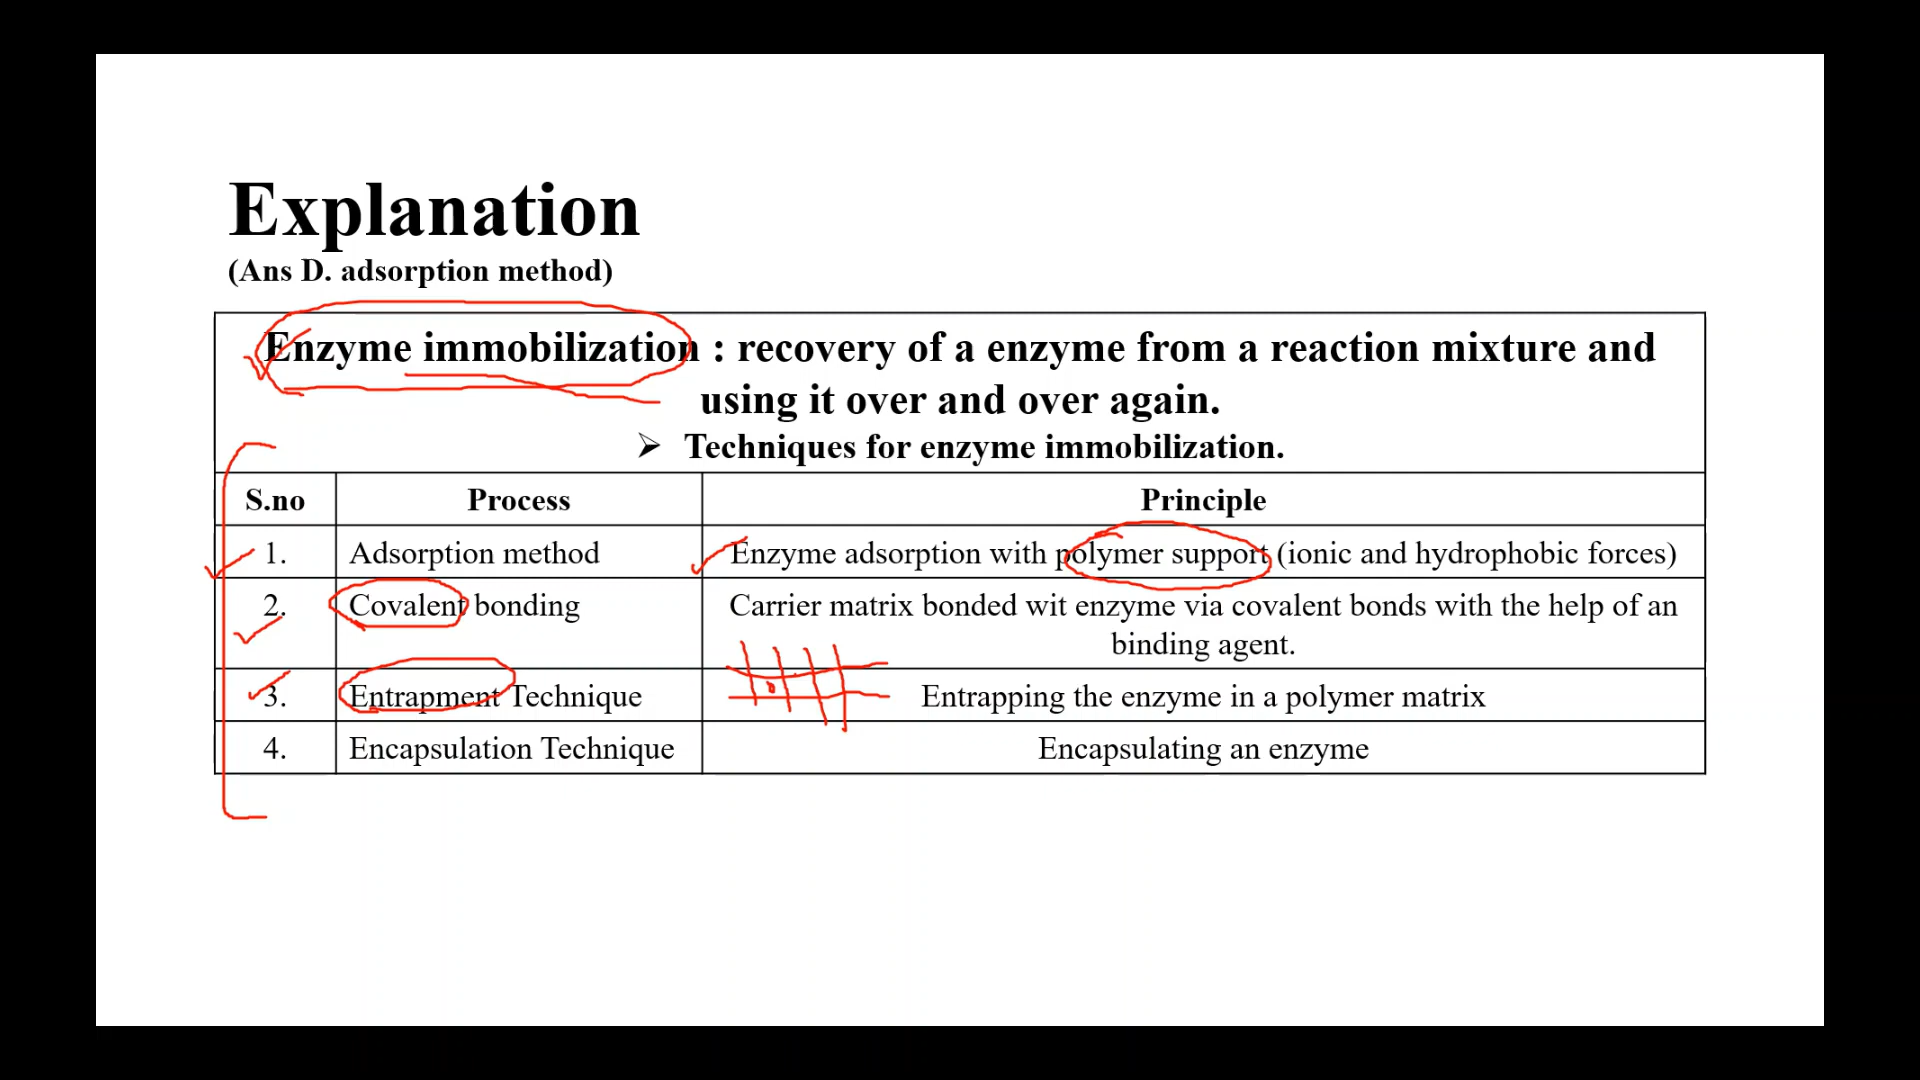 Explanation
(Ans D. adsorption method)
Enzyme immobilization : recovery of a enzyme from a reaction mixture and
using it over and over again.
➢ Techniques for enzyme immobilization.
S.no Process Principle
1. Adsorption method Enzyme adsorption with polymer support (ionic and hydrophobic forces)
2. Covalent bonding Carrier matrix bonded wit enzyme via covalent bonds with the help of an
binding agent.
3. Entrapment Technique Entrapping the enzyme in a polymer matrix
4. Encapsulation Technique Encapsulating an enzyme